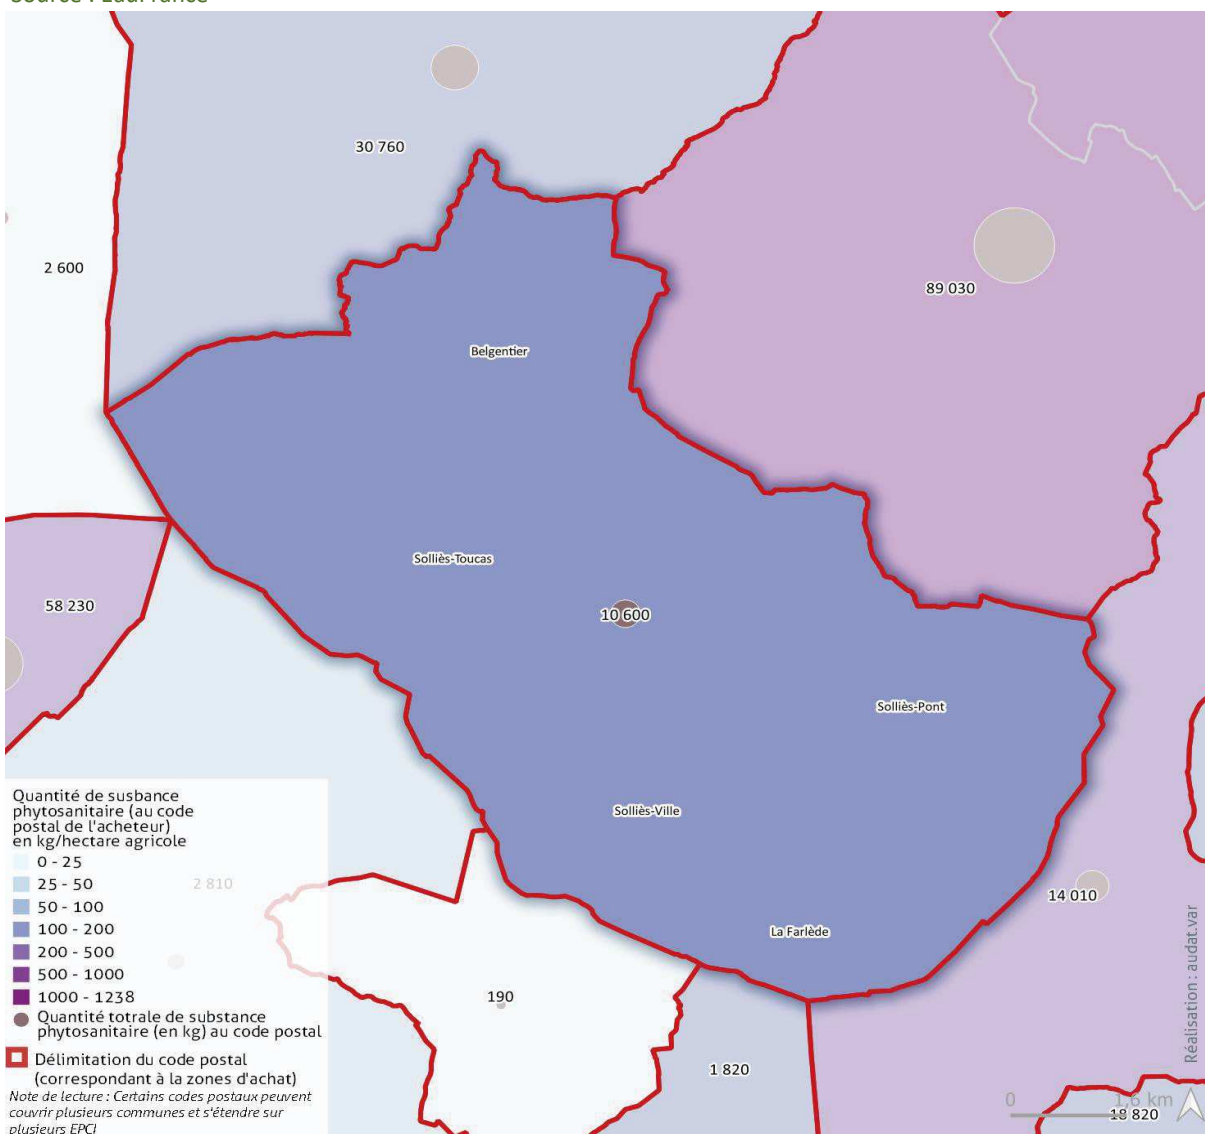 Source : EauFrance
30 760
2 600
89 030
Belgentier
Solliès-Toucas
58 230
10 600
Solliès-Pont
Solliès-Ville
Quantité de susbance
phytosanitaire (au code
postal de l'acheteur)
en kg/hectare agricole
0 - 25
25 - 50
50 - 100
100 - 200
200 - 500
500 - 1000
1000 - 1238
Quantité totrale de substance
phytosanitaire (en kg) au code postal
Délimitation du code postal
(correspondant à la zones d'achat)
Note de lecture : Certains codes postaux peuvent
couvrir plusieurs communes et s'étendre sur
plusieurs EPCI
2 810
14 010
La Farlède
190
1 820
Réalisation : audat.var
0 1,6 km
18 820